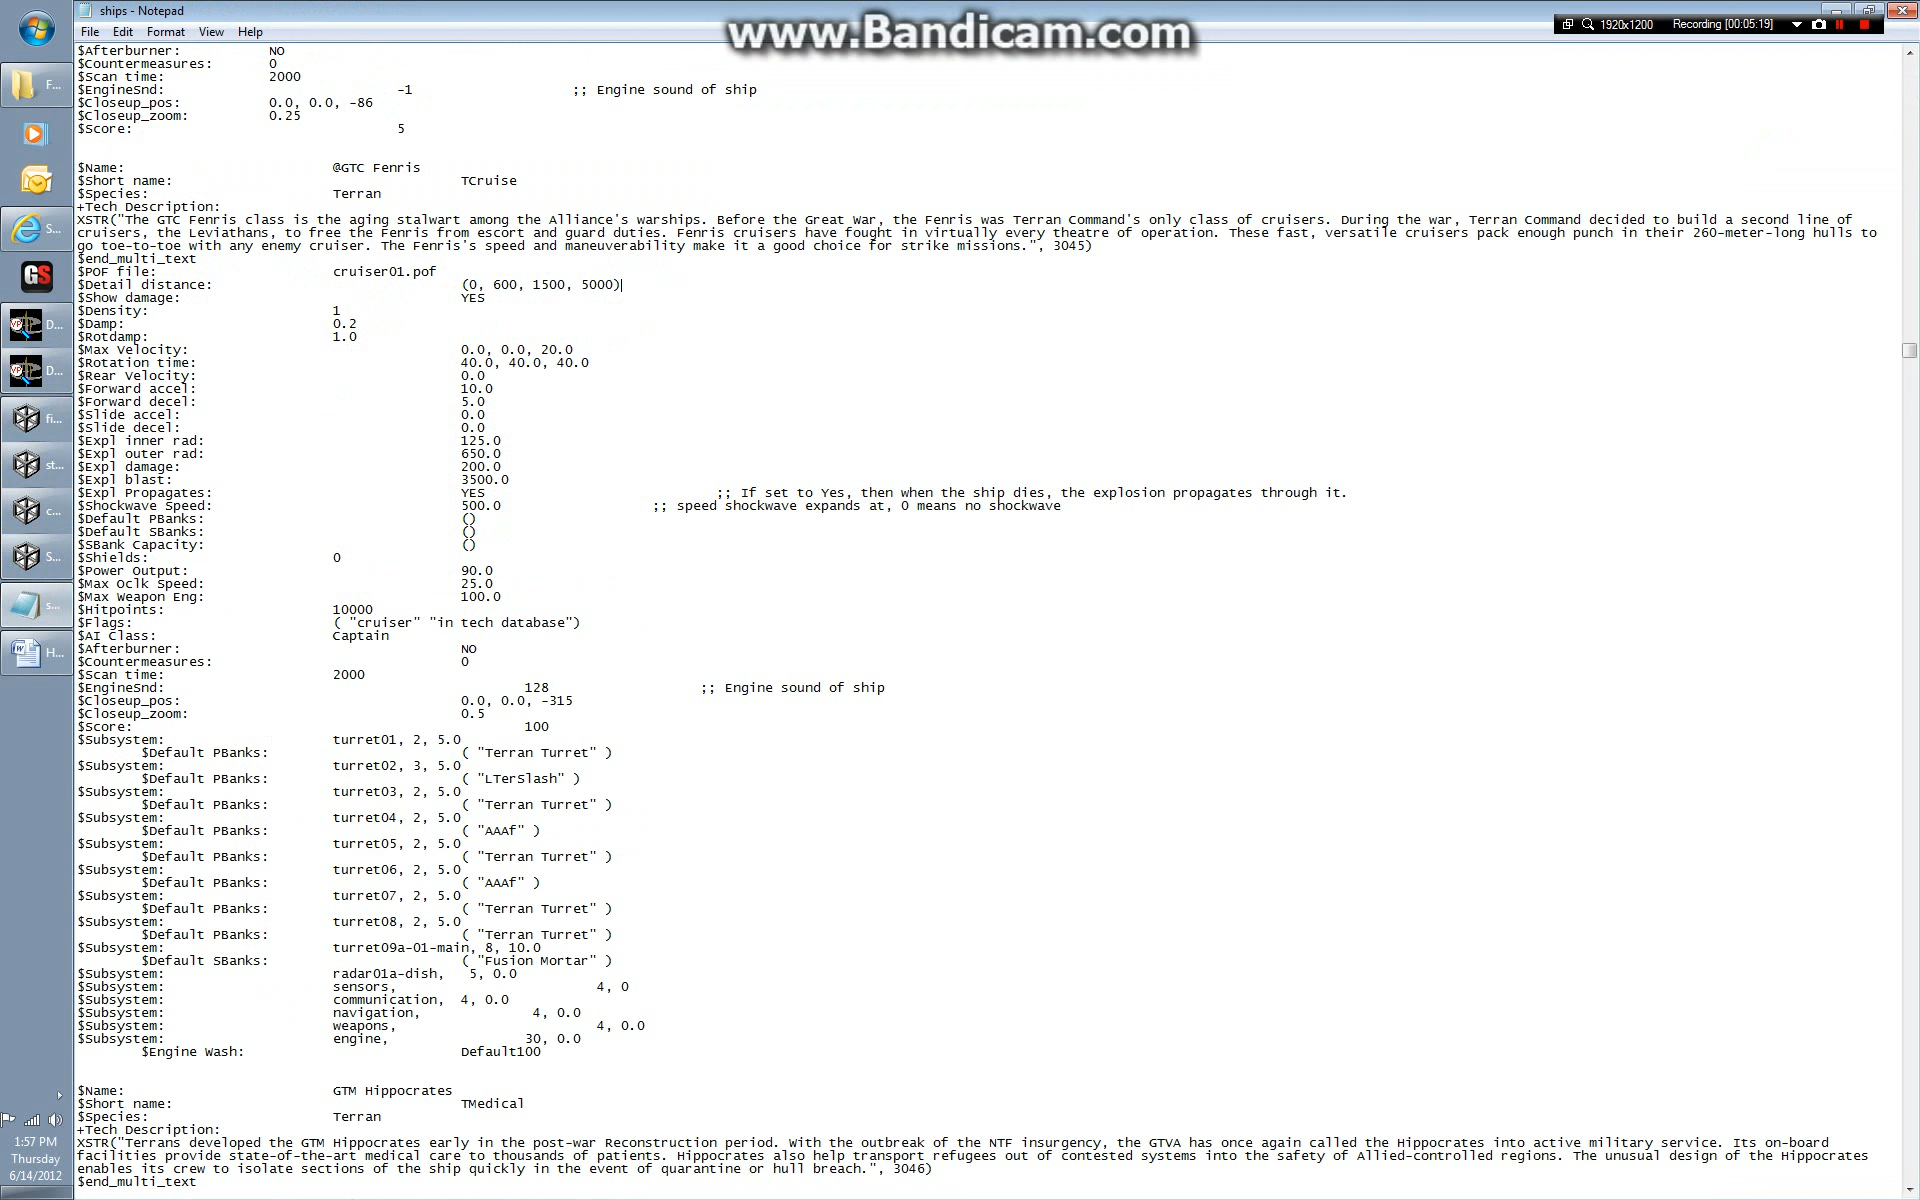 ships - Notepad
www.Bandicam.com
1920x1200 Recording [00:05:19]
File Edit Format View Help
$Afterburner: NO
$Countermeasures: 0
$Scan time: 2000
$EngineSnd: -1 ;; Engine sound of ship
$Closeup_pos: 0.0, 0.0, -86
$Closeup_zoom: 0.25
$Score: 5
$Name: @GTC Fenris
$Short name: TCruise
$Species: Terran
+Tech Description:
XSTR("The GTC Fenris class is the aging stalwart among the Alliance's warships. Before the Great War, the Fenris was Terran Command's only class of cruisers. During the war, Terran Command decided to build a second line of
cruisers, the Leviathans, to free the Fenris from escort and guard duties. Fenris cruisers have fought in virtually every theatre of operation. These fast, versatile cruisers pack enough punch in their 260-meter-long hulls to
go toe-to-toe with any enemy cruiser. The Fenris's speed and maneuverability make it a good choice for strike missions.", 3045)
$end_multi_text
$POF file: cruiser01.pof
$Detail distance: (0, 600, 1500, 5000)
$Show damage: YES
$Density: 1
$Damp: 0.2
$Rotdamp: 1.0
$Max Velocity: 0.0, 0.0, 20.0
$Rotation time: 40.0, 40.0, 40.0
$Rear Velocity: 0.0
$Forward accel: 10.0
$Forward decel: 5.0
$Slide accel: 0.0
$Slide decel: 0.0
$Expl inner rad: 125.0
$Expl outer rad: 650.0
$Expl damage: 200.0
$Expl blast: 3500.0
$Expl Propagates: YES ;; If set to Yes, then when the ship dies, the explosion propagates through it.
$Shockwave Speed: 500.0 ;; speed shockwave expands at, 0 means no shockwave
$Default PBanks: ()
$Default SBanks: ()
$SBank Capacity: ()
$Shields: 0
$Power Output: 90.0
$Max Oclk Speed: 25.0
$Max Weapon Eng: 100.0
$Hitpoints: 10000
$Flags: ( "cruiser" "in tech database")
$AI Class: Captain
$Afterburner: NO
$Countermeasures: 0
$Scan time: 2000
$EngineSnd: 128 ;; Engine sound of ship
$Closeup_pos: 0.0, 0.0, -315
$Closeup_zoom: 0.5
$Score: 100
$Subsystem: turret01, 2, 5.0
$Default PBanks: ( "Terran Turret" )
$Subsystem: turret02, 3, 5.0
$Default PBanks: ( "LTerSlash" )
$Subsystem: turret03, 2, 5.0
$Default PBanks: ( "Terran Turret" )
$Subsystem: turret04, 2, 5.0
$Default PBanks: ( "AAAf" )
$Subsystem: turret05, 2, 5.0
$Default PBanks: ( "Terran Turret" )
$Subsystem: turret06, 2, 5.0
$Default PBanks: ( "AAAf" )
$Subsystem: turret07, 2, 5.0
$Default PBanks: ( "Terran Turret" )
$Subsystem: turret08, 2, 5.0
$Default PBanks: ( "Terran Turret" )
$Subsystem: turret09a-01-main, 8, 10.0
$Default SBanks: ( "Fusion Mortar" )
$Subsystem: radar01a-dish, 5, 0.0
$Subsystem: sensors, 4, 0
$Subsystem: communication, 4, 0.0
$Subsystem: navigation, 4, 0.0
$Subsystem: weapons, 4, 0.0
$Subsystem: engine, 30, 0.0
$Engine Wash: Default100
$Name: GTM Hippocrates
$Short name: TMedical
$Species: Terran
+Tech Description:
XSTR("Terrans developed the GTM Hippocrates early in the post-war Reconstruction period. With the outbreak of the NTF insurgency, the GTVA has once again called the Hippocrates into active military service. Its on-board
facilities provide state-of-the-art medical care to thousands of patients. Hippocrates also help transport refugees out of contested systems into the safety of Allied-controlled regions. The unusual design of the Hippocrates
enables its crew to isolate sections of the ship quickly in the event of quarantine or hull breach.", 3046)
$end_multi_text
F...
S...
GS
D...
D...
fi...
st...
c...
S...
s...
H...
1:57 PM
Thursday
6/14/2012